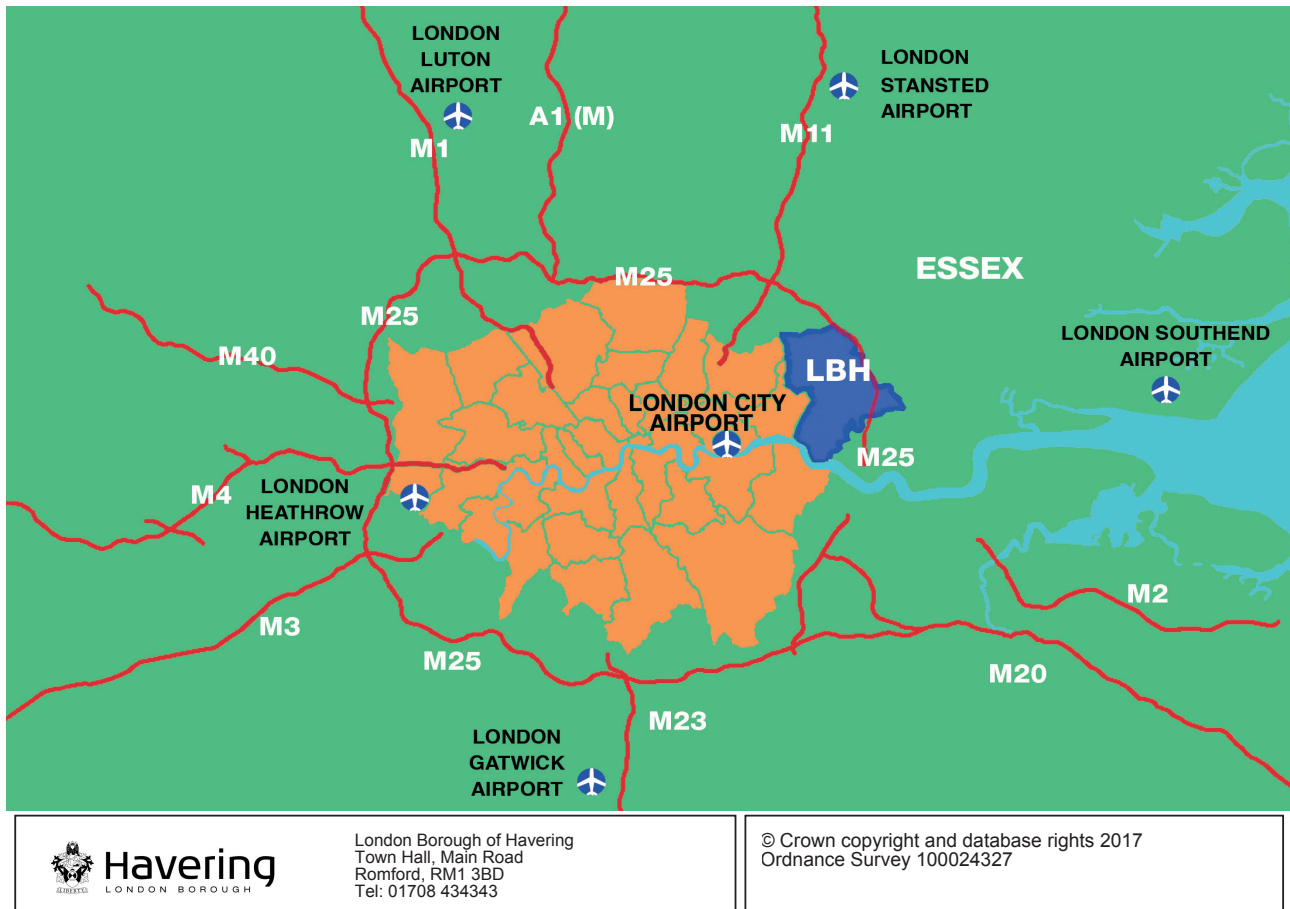 LONDON
LUTON
AIRPORT
LONDON
STANSTED
AIRPORT
A1 (M)
M11
M1
ESSEX
M25
M25
LONDON SOUTHEND
AIRPORT
M40
LBH
LONDON CITY
AIRPORT
M25
M4
LONDON
HEATHROW
AIRPORT
M2
M3
M25
M20
M23
LONDON
GATWICK
AIRPORT
Havering
LONDON BOROUGH
LIBERTY
London Borough of Havering
Town Hall, Main Road
Romford, RM1 3BD
Tel: 01708 434343
© Crown copyright and database rights 2017
Ordnance Survey 100024327